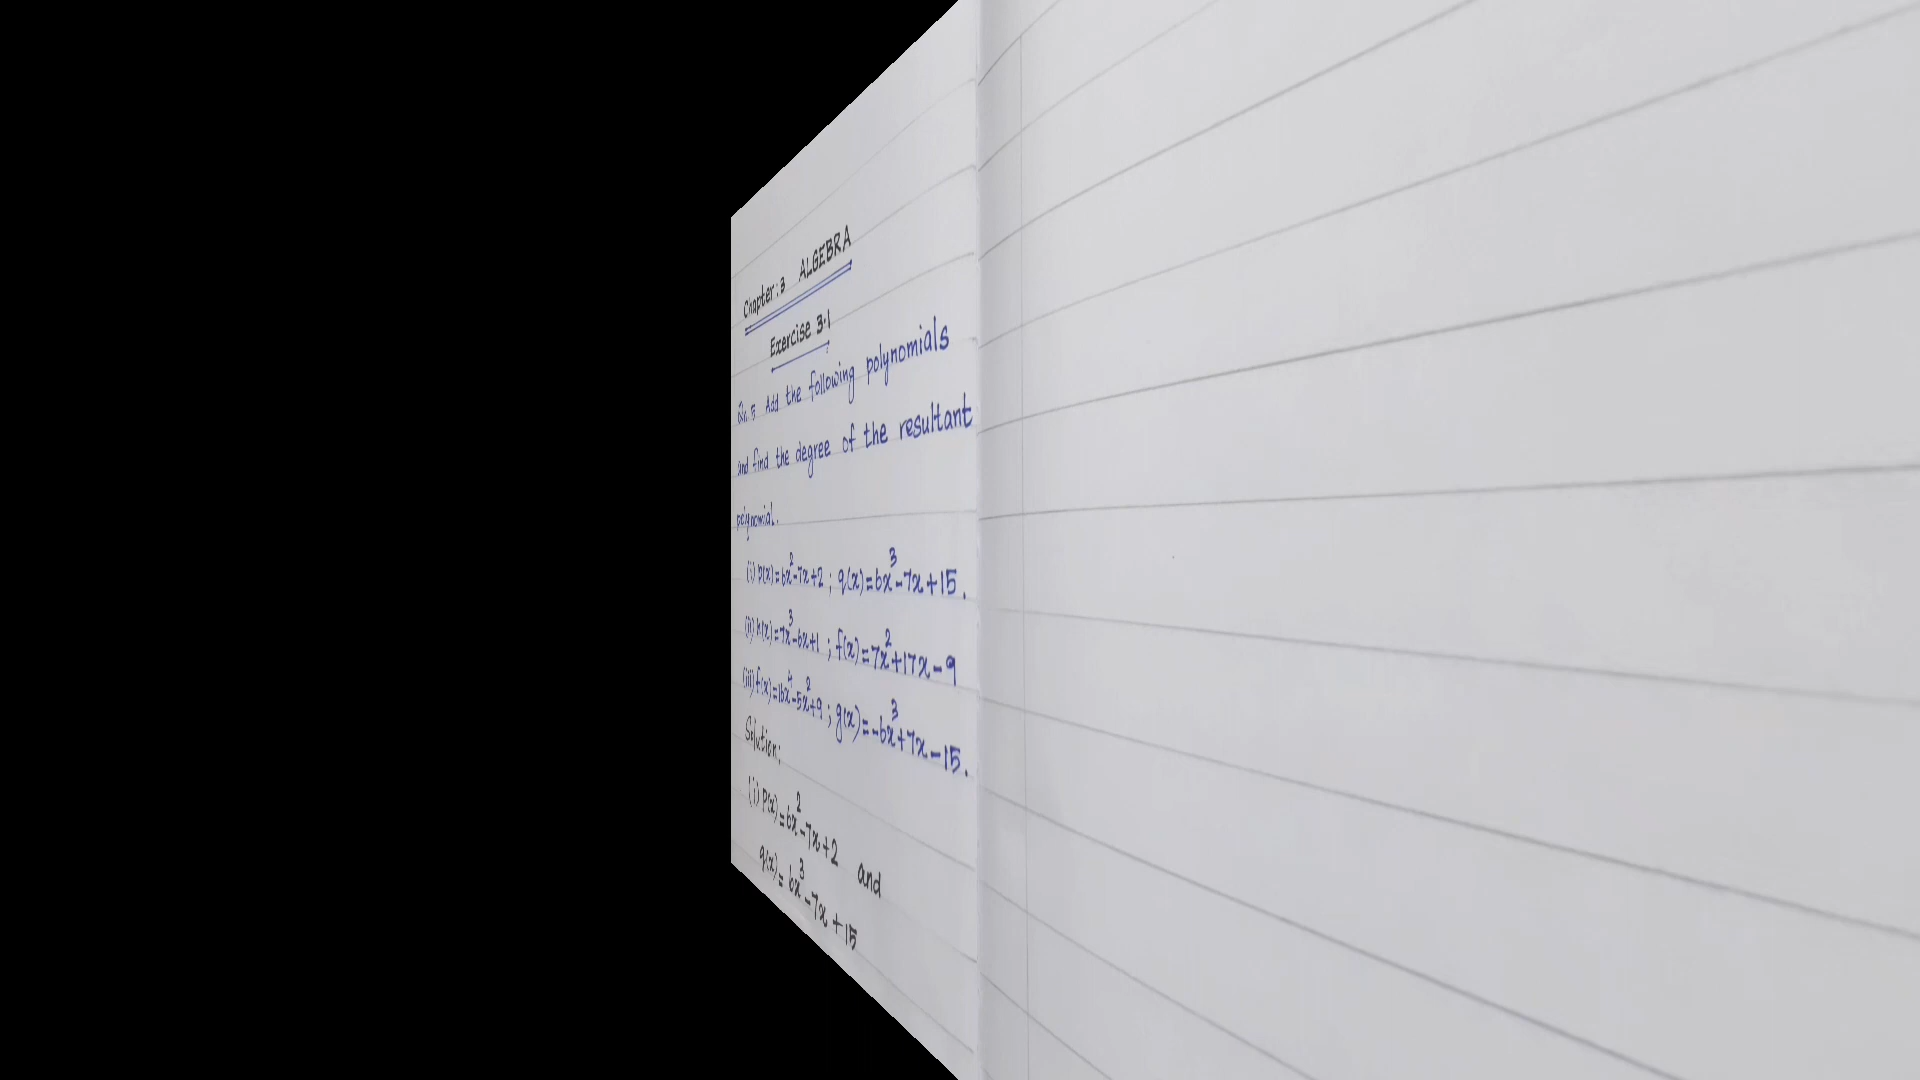 Chapter: 3 ALGEBRA
Exercise 3.1
Qn. 5 Add the following polynomials
and find the degree of the resultant
polynomial.
(i) p(x)=6x²-7x+2 ; q(x)=6x³-7x+15.
(ii) h(x)=7x³-6x+1 ; f(x)=7x²+17x-9
(iii) f(x)=16x⁴-5x²+9 ; g(x)=-6x³+7x-15.
Solution;
(i) P(x)=6x²-7x+2 and
q(x)= 6x³-7x+15